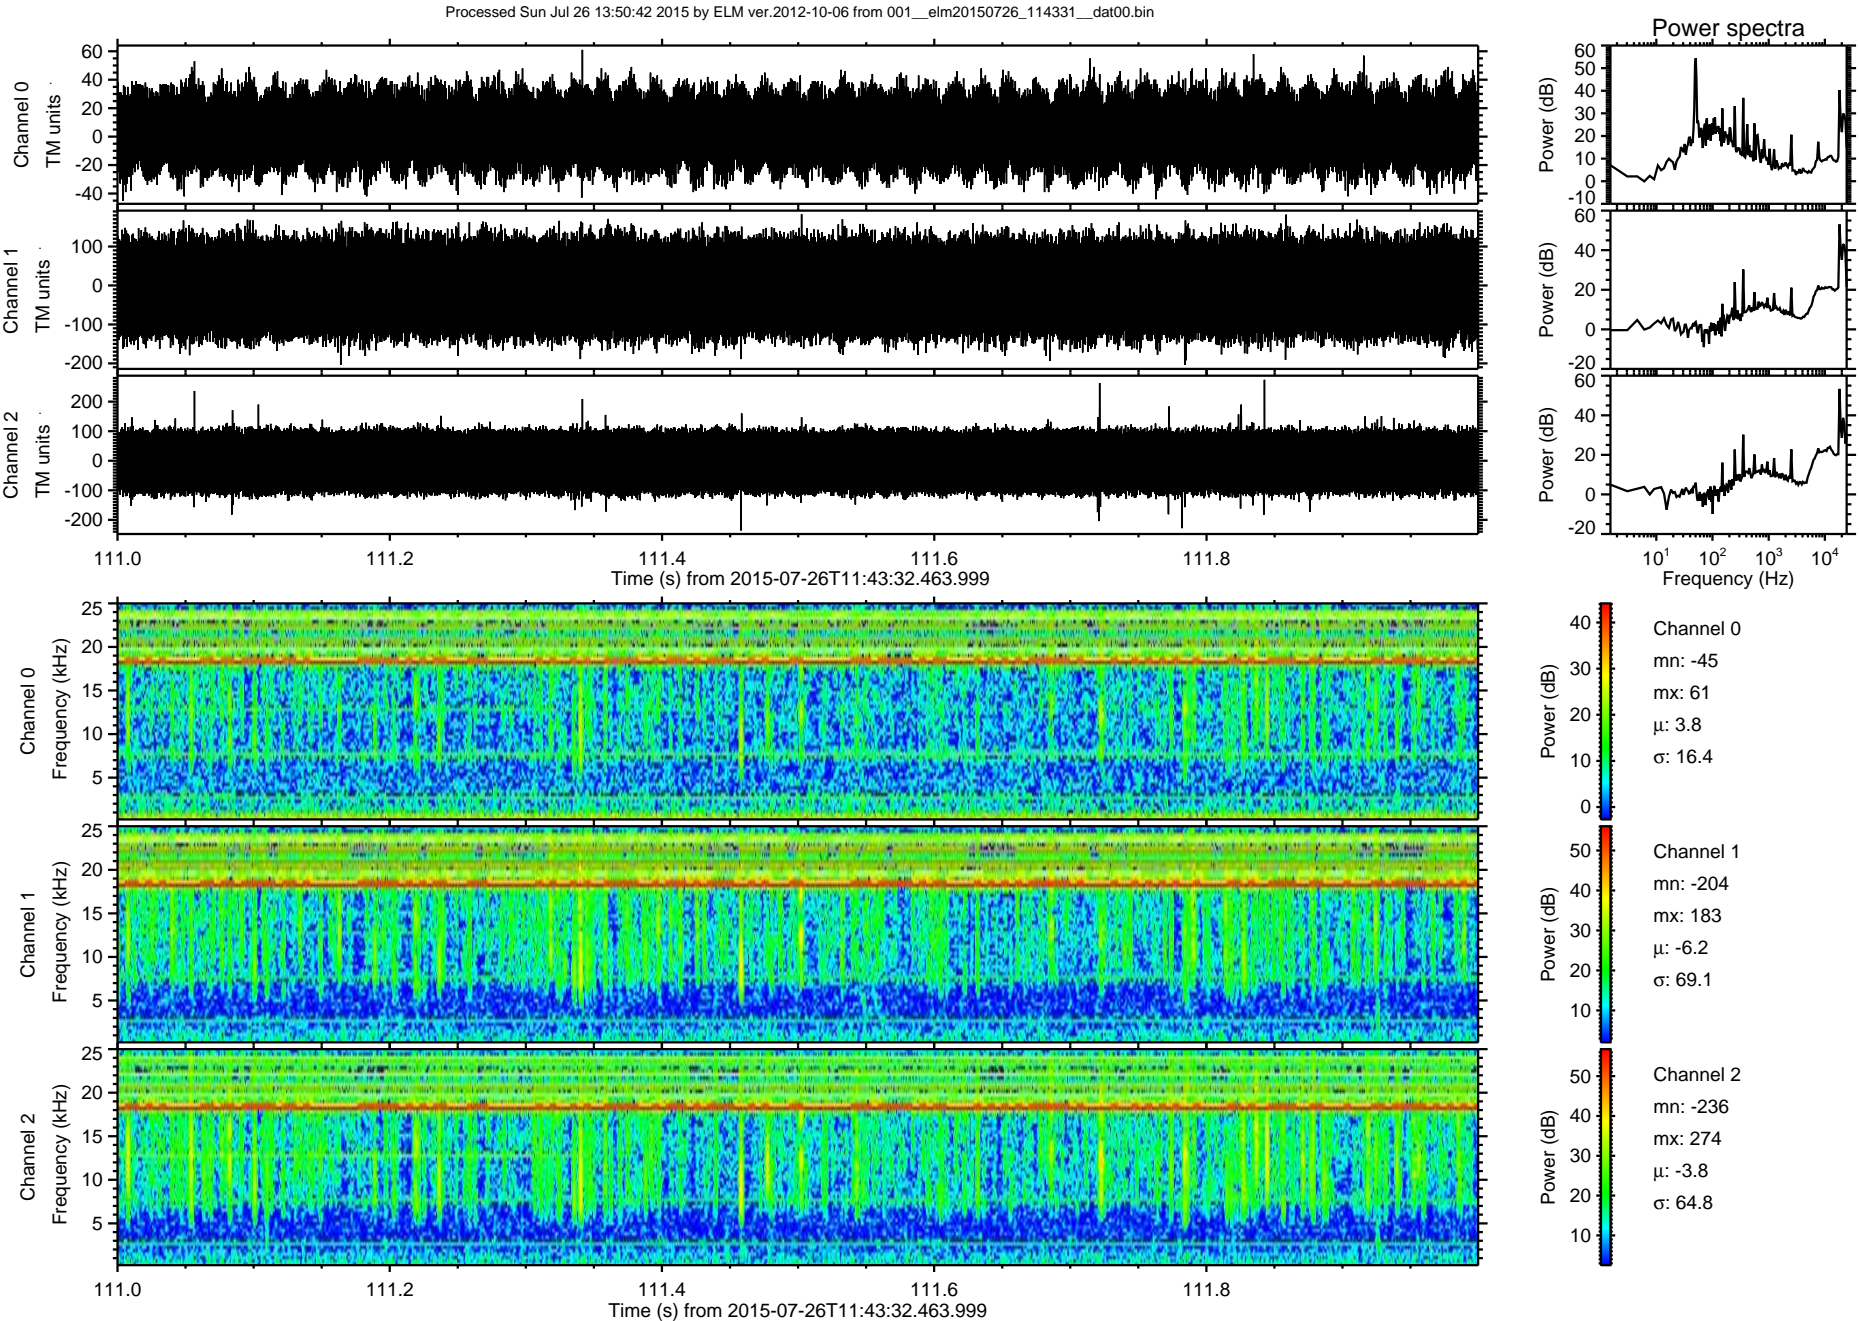 Processed Sun Jul 26 13:50:42 2015 by ELM ver.2012-10-06 from 001__elm20150726_114331__dat00.bin
Power spectra
Channel 0
TM units
60
40
20
0
-20
-40
Power (dB)
60
50
40
30
20
10
0
-10
Channel 1
TM units
100
0
-100
-200
Power (dB)
60
40
20
0
-20
Channel 2
TM units
200
100
0
-100
-200
Power (dB)
60
40
20
0
-20
111.0 111.2 111.4 111.6 111.8
Time (s) from 2015-07-26T11:43:32.463.999
10^1 10^2 10^3 10^4
Frequency (Hz)
Channel 0
Frequency (kHz)
25
20
15
10
5
Power (dB)
40
30
20
10
0
Channel 0
mn: -45
mx: 61
μ: 3.8
σ: 16.4
Channel 1
Frequency (kHz)
25
20
15
10
5
Power (dB)
50
40
30
20
10
Channel 1
mn: -204
mx: 183
μ: -6.2
σ: 69.1
Channel 2
Frequency (kHz)
25
20
15
10
5
Power (dB)
50
40
30
20
10
Channel 2
mn: -236
mx: 274
μ: -3.8
σ: 64.8
111.0 111.2 111.4 111.6 111.8
Time (s) from 2015-07-26T11:43:32.463.999